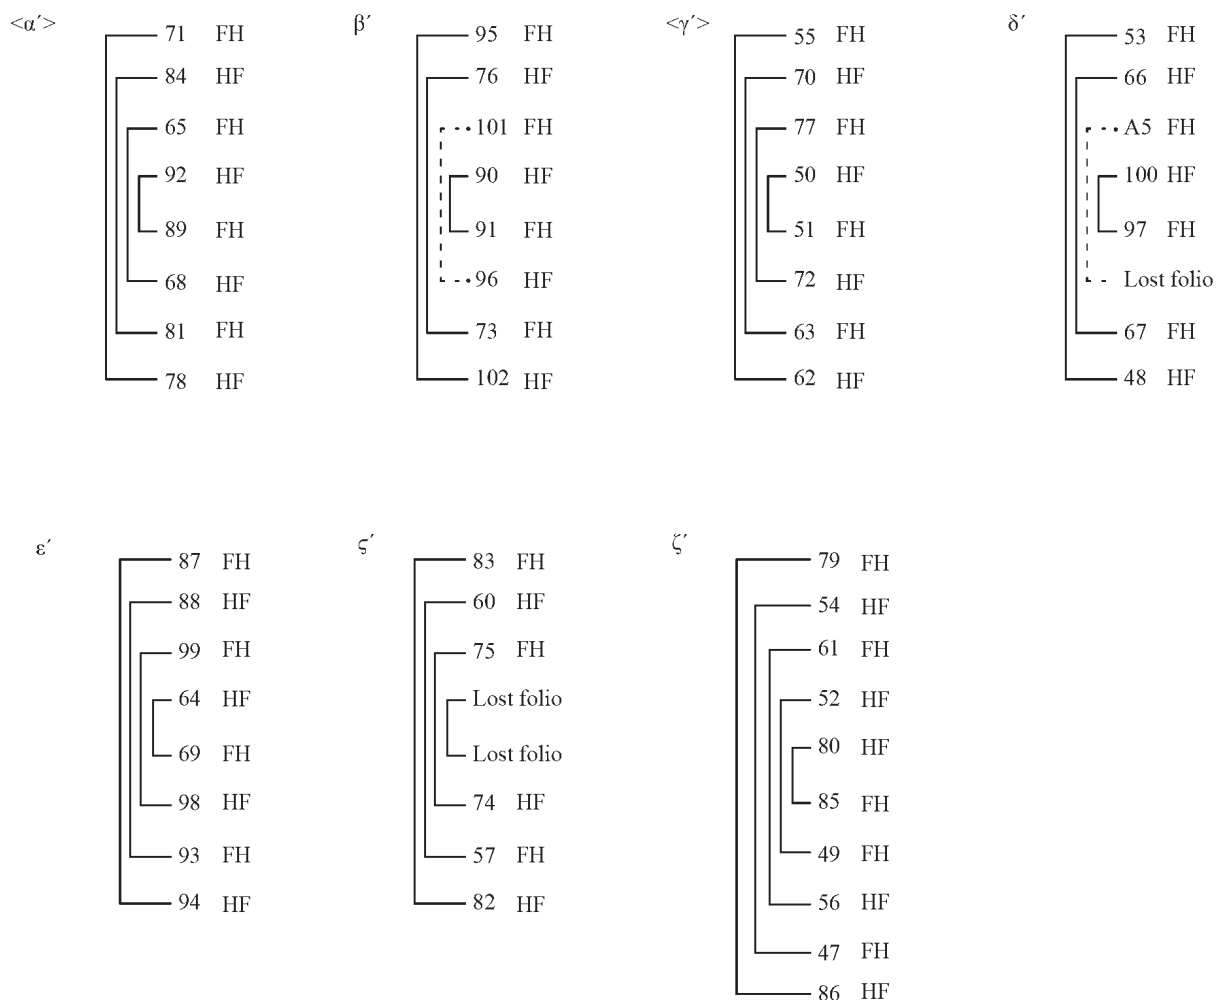 <α´>
71 FH
84 HF
65 FH
92 HF
89 FH
68 HF
81 FH
78 HF
β´
95 FH
76 HF
101 FH
90 HF
91 FH
96 HF
73 FH
102 HF
<γ´>
55 FH
70 HF
77 FH
50 HF
51 FH
72 HF
63 FH
62 HF
δ´
53 FH
66 HF
A5 FH
100 HF
97 FH
Lost folio
67 FH
48 HF
ε´
87 FH
88 HF
99 FH
64 HF
69 FH
98 HF
93 FH
94 HF
ϛ´
83 FH
60 HF
75 FH
Lost folio
Lost folio
74 HF
57 FH
82 HF
ζ´
79 FH
54 HF
61 FH
52 HF
80 HF
85 FH
49 FH
56 HF
47 FH
86 HF